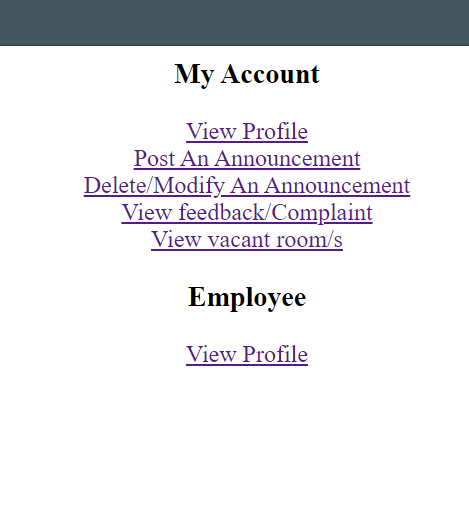 My Account
View Profile
Post An Announcement
Delete/Modify An Announcement
View feedback/Complaint
View vacant room/s
Employee
View Profile